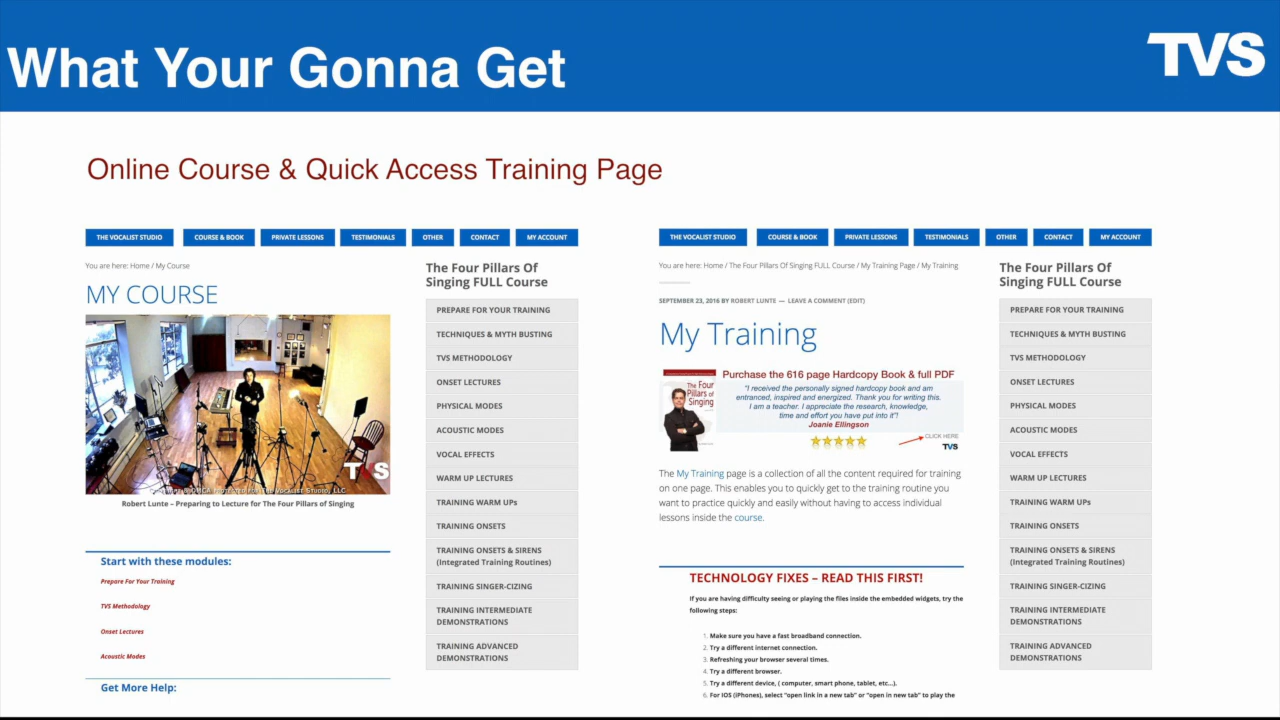 What Your Gonna Get
TVS
Online Course & Quick Access Training Page
THE VOCALIST STUDIO
COURSE & BOOK
PRIVATE LESSONS
TESTIMONIALS
OTHER
CONTACT
MY ACCOUNT
You are here: Home / My Course
MY COURSE
TVS
Robert Lunte – Preparing to Lecture for The Four Pillars of Singing
Start with these modules:
Prepare For Your Training
TVS Methodology
Onset Lectures
Acoustic Modes
Get More Help:
The Four Pillars Of
Singing FULL Course
PREPARE FOR YOUR TRAINING
TECHNIQUES & MYTH BUSTING
TVS METHODOLOGY
ONSET LECTURES
PHYSICAL MODES
ACOUSTIC MODES
VOCAL EFFECTS
WARM UP LECTURES
TRAINING WARM UPs
TRAINING ONSETS
TRAINING ONSETS & SIRENS
(Integrated Training Routines)
TRAINING SINGER-CIZING
TRAINING INTERMEDIATE
DEMONSTRATIONS
TRAINING ADVANCED
DEMONSTRATIONS
THE VOCALIST STUDIO
COURSE & BOOK
PRIVATE LESSONS
TESTIMONIALS
OTHER
CONTACT
MY ACCOUNT
You are here: Home / The Four Pillars Of Singing FULL Course / My Training Page / My Training
SEPTEMBER 23, 2016 BY ROBERT LUNTE — LEAVE A COMMENT (EDIT)
My Training
The Four
Pillars of
Singing
Purchase the 616 page Hardcopy Book & full PDF
"I received the personally signed hardcopy book and am
entranced, inspired and energized. Thank you for writing this.
I am a teacher. I appreciate the research, knowledge,
time and effort you have put into it"!
Joanie Ellingson
CLICK HERE
TVS
The My Training page is a collection of all the content required for training
on one page. This enables you to quickly get to the training routine you
want to practice quickly and easily without having to access individual
lessons inside the course.
TECHNOLOGY FIXES – READ THIS FIRST!
If you are having difficulty seeing or playing the files inside the embedded widgets, try the
following steps:
1. Make sure you have a fast broadband connection.
2. Try a different internet connection.
3. Refreshing your browser several times.
4. Try a different browser.
5. Try a different device, ( computer, smart phone, tablet, etc...).
6. For IOS (iPhones), select "open link in a new tab" or "open in new tab" to play the
The Four Pillars Of
Singing FULL Course
PREPARE FOR YOUR TRAINING
TECHNIQUES & MYTH BUSTING
TVS METHODOLOGY
ONSET LECTURES
PHYSICAL MODES
ACOUSTIC MODES
VOCAL EFFECTS
WARM UP LECTURES
TRAINING WARM UPs
TRAINING ONSETS
TRAINING ONSETS & SIRENS
(Integrated Training Routines)
TRAINING SINGER-CIZING
TRAINING INTERMEDIATE
DEMONSTRATIONS
TRAINING ADVANCED
DEMONSTRATIONS